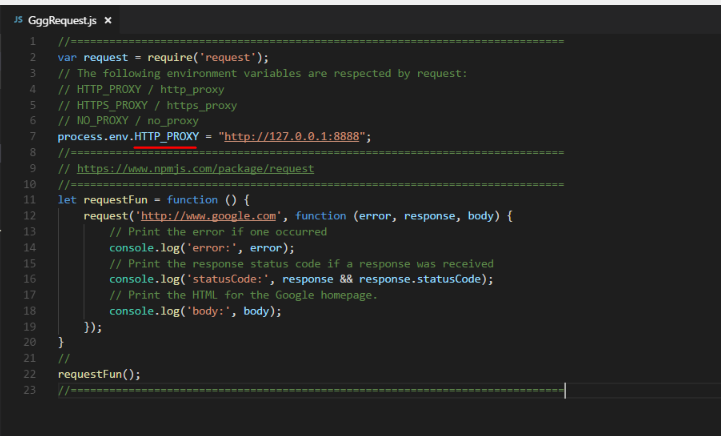 JS GggRequest.js ×
1 //============================================================================
2 var request = require('request');
3 // The following environment variables are respected by request:
4 // HTTP_PROXY / http_proxy
5 // HTTPS_PROXY / https_proxy
6 // NO_PROXY / no_proxy
7 process.env.HTTP_PROXY = "http://127.0.0.1:8888";
8 //============================================================================
9 // https://www.npmjs.com/package/request
10 //============================================================================
11 let requestFun = function () {
12     request('http://www.google.com', function (error, response, body) {
13         // Print the error if one occurred
14         console.log('error:', error);
15         // Print the response status code if a response was received
16         console.log('statusCode:', response && response.statusCode);
17         // Print the HTML for the Google homepage.
18         console.log('body:', body);
19     });
20 }
21 //
22 requestFun();
23 //============================================================================